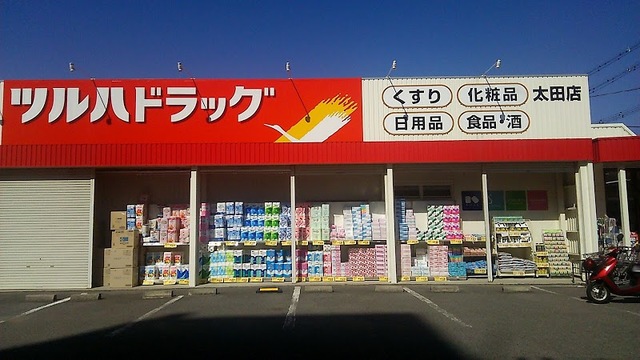 ツルハドラッグ
くすり 化粧品 太田店
日用品 食品・酒